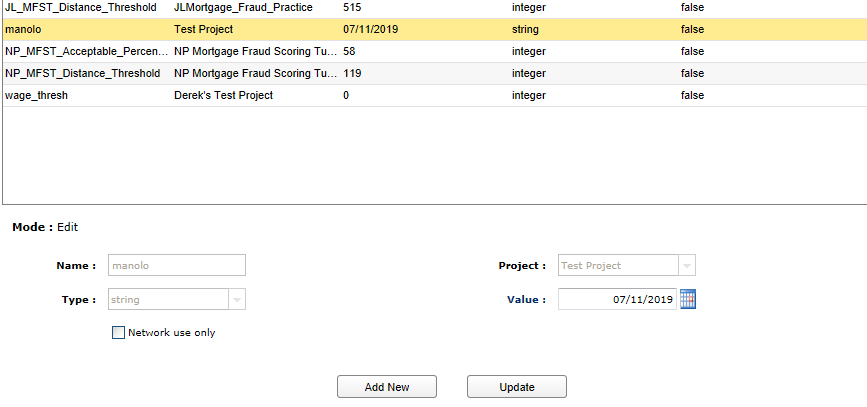 JL_MFST_Distance_Threshold JLMortgage_Fraud_Practice 515 integer false
manolo Test Project 07/11/2019 string false
NP_MFST_Acceptable_Percen... NP Mortgage Fraud Scoring Tu... 58 integer false
NP_MFST_Distance_Threshold NP Mortgage Fraud Scoring Tu... 119 integer false
wage_thresh Derek's Test Project 0 integer false
Mode : Edit
Name : manolo Project : Test Project
Type : string Value : 07/11/2019
Network use only
Add New Update